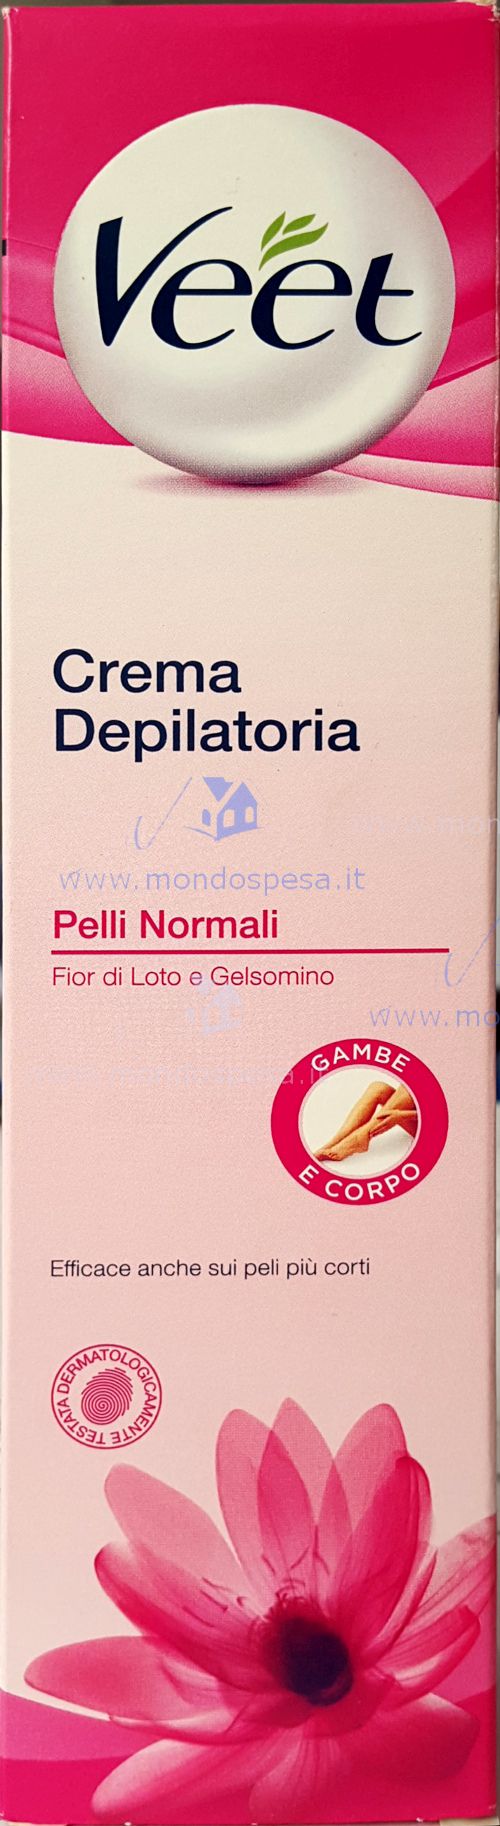 Veet
Crema
Depilatoria
www.mondospesa.it
Pelli Normali
Fior di Loto e Gelsomino
GAMBE
E CORPO
Efficace anche sui peli più corti
TESTATA DERMATOLOGICAMENTE